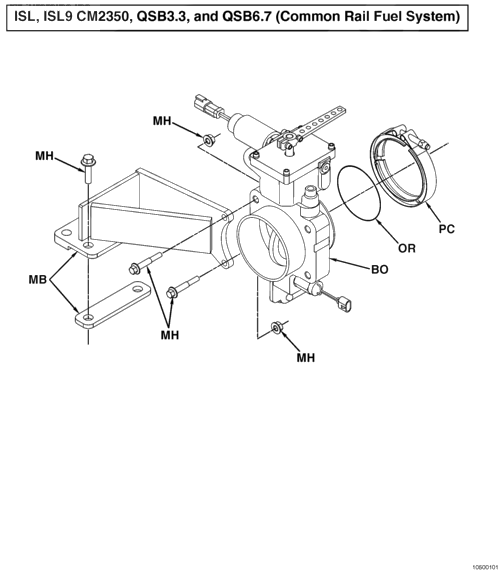 ISL, ISL9 CM2350, QSB3.3, and QSB6.7 (Common Rail Fuel System)
MH
MH
PC
OR
BO
MB
MH
MH
10600101